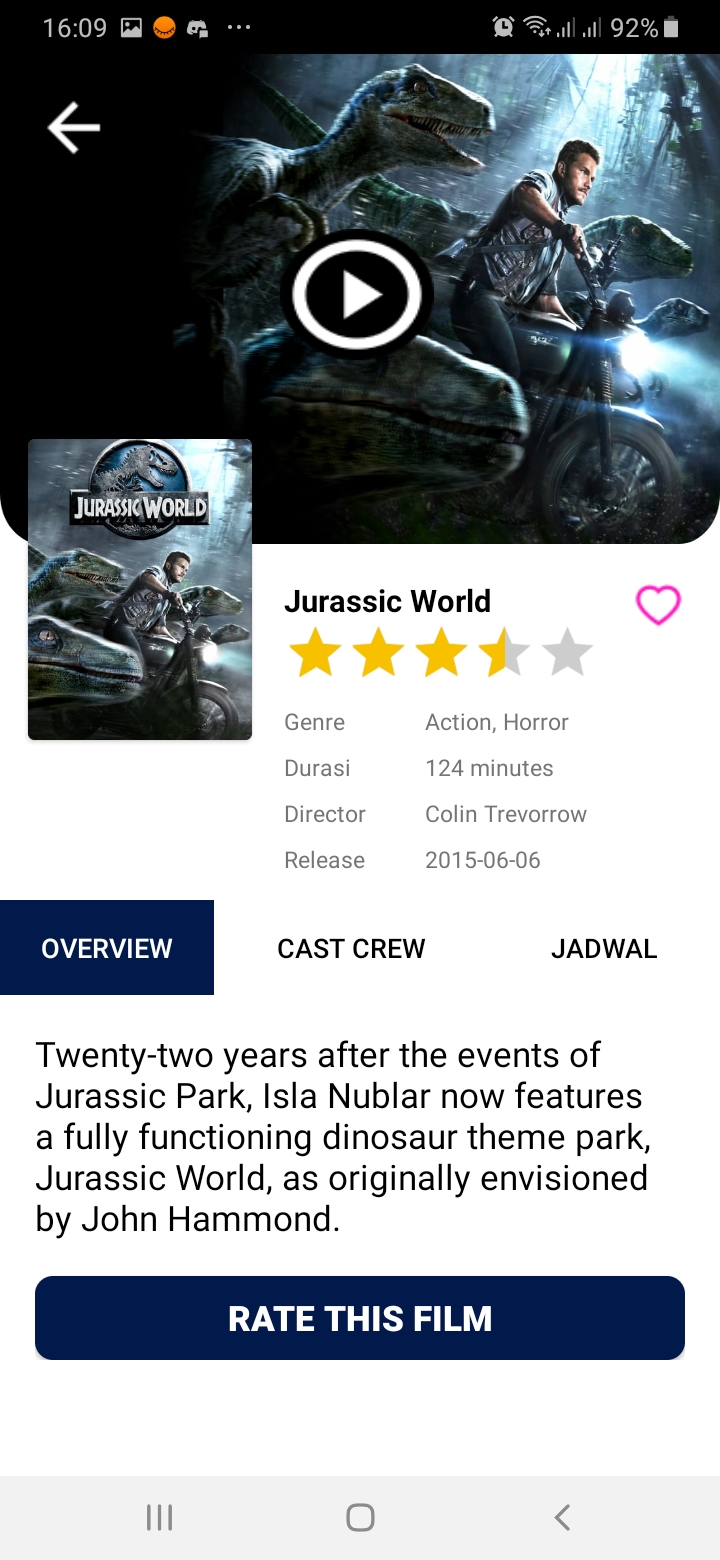 16:09 92%
JURASSIC WORLD
Jurassic World
Genre Action, Horror
Durasi 124 minutes
Director Colin Trevorrow
Release 2015-06-06
OVERVIEW CAST CREW JADWAL
Twenty-two years after the events of
Jurassic Park, Isla Nublar now features
a fully functioning dinosaur theme park,
Jurassic World, as originally envisioned
by John Hammond.
RATE THIS FILM